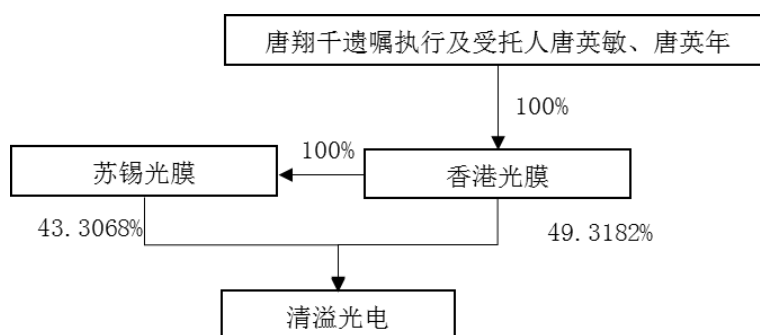 唐翔千遗嘱执行及受托人唐英敏、唐英年
100%
100%
苏锡光膜
香港光膜
43.3068%
49.3182%
清溢光电